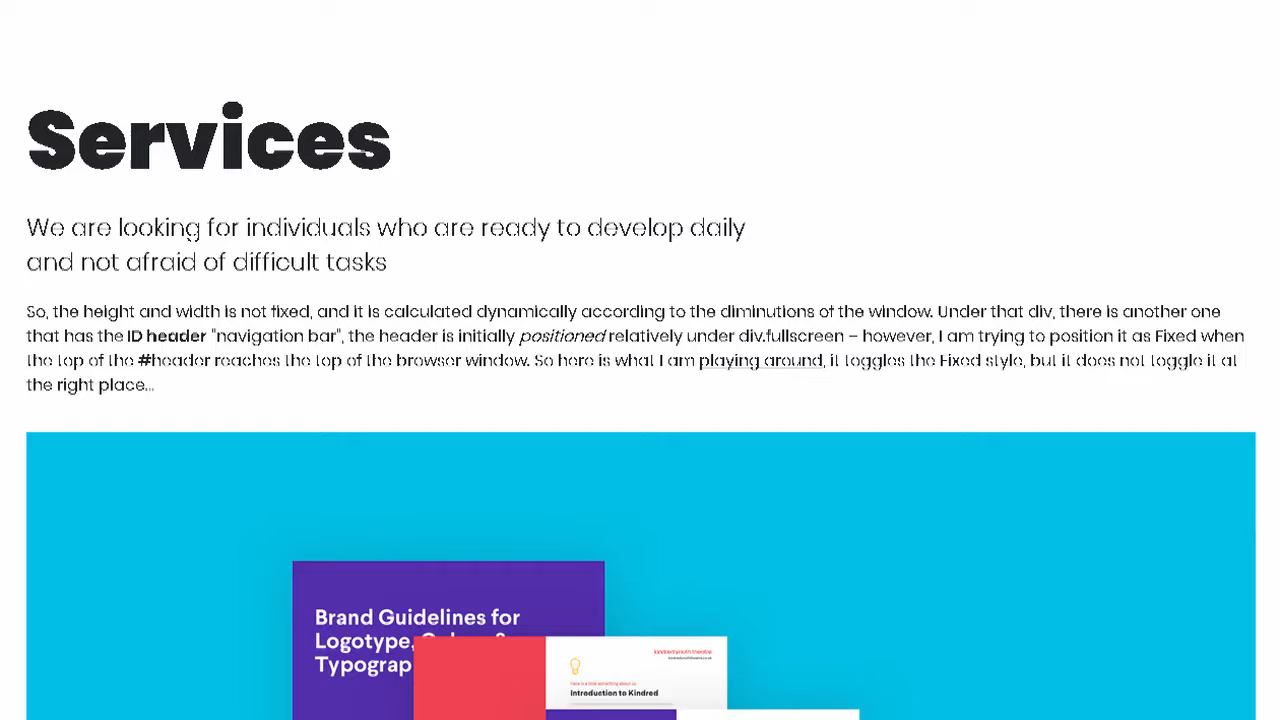 Services
We are looking for individuals who are ready to develop daily
and not afraid of difficult tasks
So, the height and width is not fixed, and it is calculated dynamically according to the diminutions of the window. Under that div, there is another one
that has the ID header "navigation bar", the header is initially positioned relatively under div.fullscreen – however, I am trying to position it as Fixed when
the top of the #header reaches the top of the browser window. So here is what I am playing around, it toggles the Fixed style, but it does not toggle it at
the right place...
Brand Guidelines for
Logotype,
Typograp
Introduction to Kindred